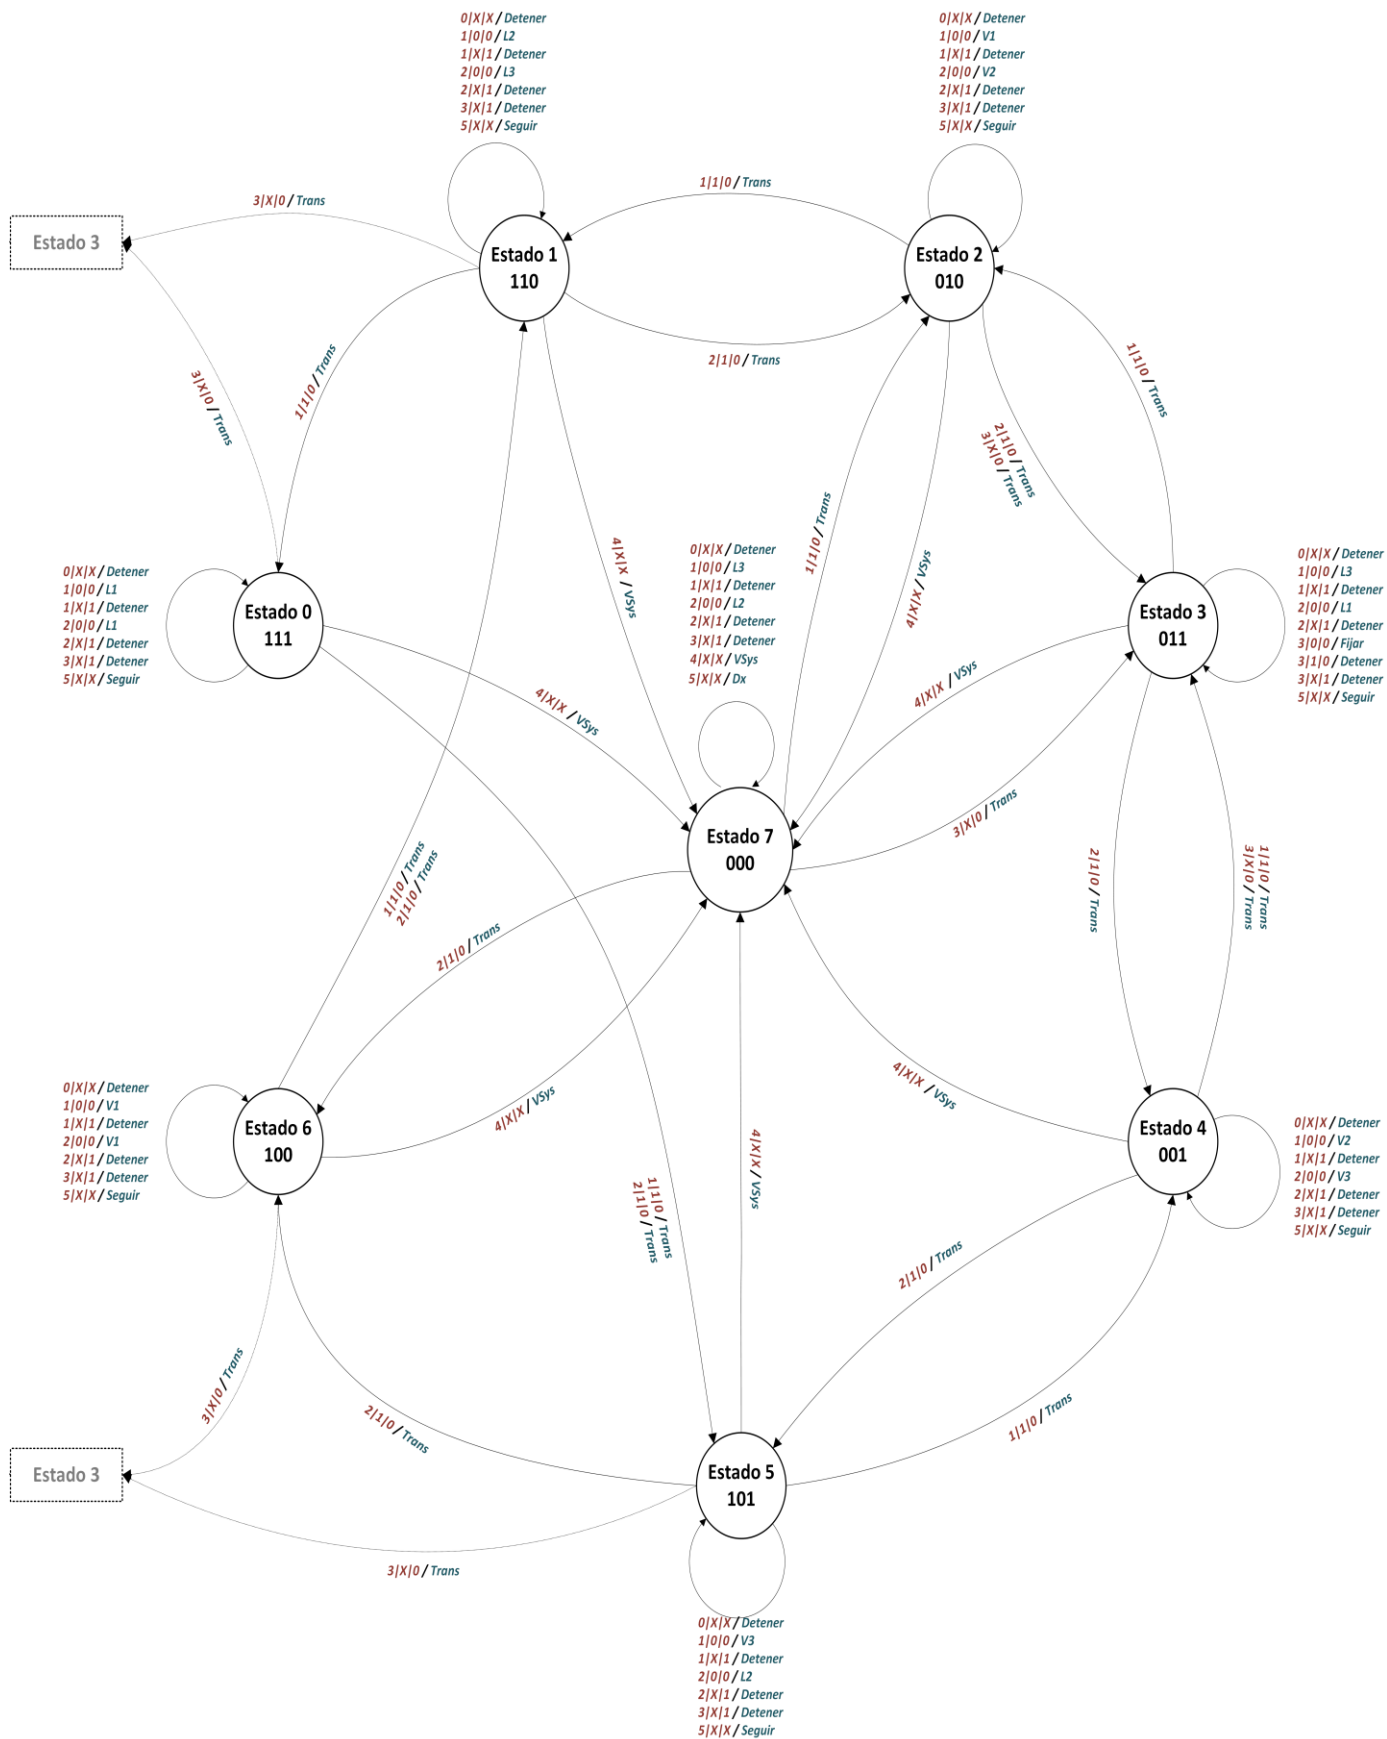 0|X|X / Detener
1|0|0 / L2
1|X|1 / Detener
2|0|0 / L3
2|X|1 / Detener
3|X|1 / Detener
5|X|X / Seguir
0|X|X / Detener
1|0|0 / V1
1|X|1 / Detener
2|0|0 / V2
2|X|1 / Detener
3|X|1 / Detener
5|X|X / Seguir
1|1|0 / Trans
3|X|0 / Trans
Estado 3
Estado 1
110
Estado 2
010
2|1|0 / Trans
1|1|0 / Trans
3|X|0 / Trans
1|1|0 / Trans
2|1|0 / Trans
3|X|0 / Trans
1|1|0 / Trans
4|X|X / VSys
4|X|X / VSys
0|X|X / Detener
1|0|0 / L3
1|X|1 / Detener
2|0|0 / L2
2|X|1 / Detener
3|X|1 / Detener
4|X|X / VSys
5|X|X / Dx
0|X|X / Detener
1|0|0 / L1
1|X|1 / Detener
2|0|0 / L1
2|X|1 / Detener
3|X|1 / Detener
5|X|X / Seguir
Estado 0
111
Estado 3
011
0|X|X / Detener
1|0|0 / L3
1|X|1 / Detener
2|0|0 / L1
2|X|1 / Detener
3|0|0 / Fijar
3|1|0 / Detener
3|X|1 / Detener
5|X|X / Seguir
4|X|X / VSys
4|X|X / VSys
3|X|0 / Trans
Estado 7
000
1|1|0 / Trans
2|1|0 / Trans
2|1|0 / Trans
1|1|0 / Trans
3|X|0 / Trans
2|1|0 / Trans
4|X|X / VSys
4|X|X / VSys
0|X|X / Detener
1|0|0 / V1
1|X|1 / Detener
2|0|0 / V1
2|X|1 / Detener
3|X|1 / Detener
5|X|X / Seguir
Estado 6
100
4|X|X / VSys
Estado 4
001
0|X|X / Detener
1|0|0 / V2
1|X|1 / Detener
2|0|0 / V3
2|X|1 / Detener
3|X|1 / Detener
5|X|X / Seguir
1|1|0 / Trans
2|1|0 / Trans
2|1|0 / Trans
3|X|0 / Trans
2|1|0 / Trans
1|1|0 / Trans
Estado 3
Estado 5
101
3|X|0 / Trans
0|X|X / Detener
1|0|0 / V3
1|X|1 / Detener
2|0|0 / L2
2|X|1 / Detener
3|X|1 / Detener
5|X|X / Seguir